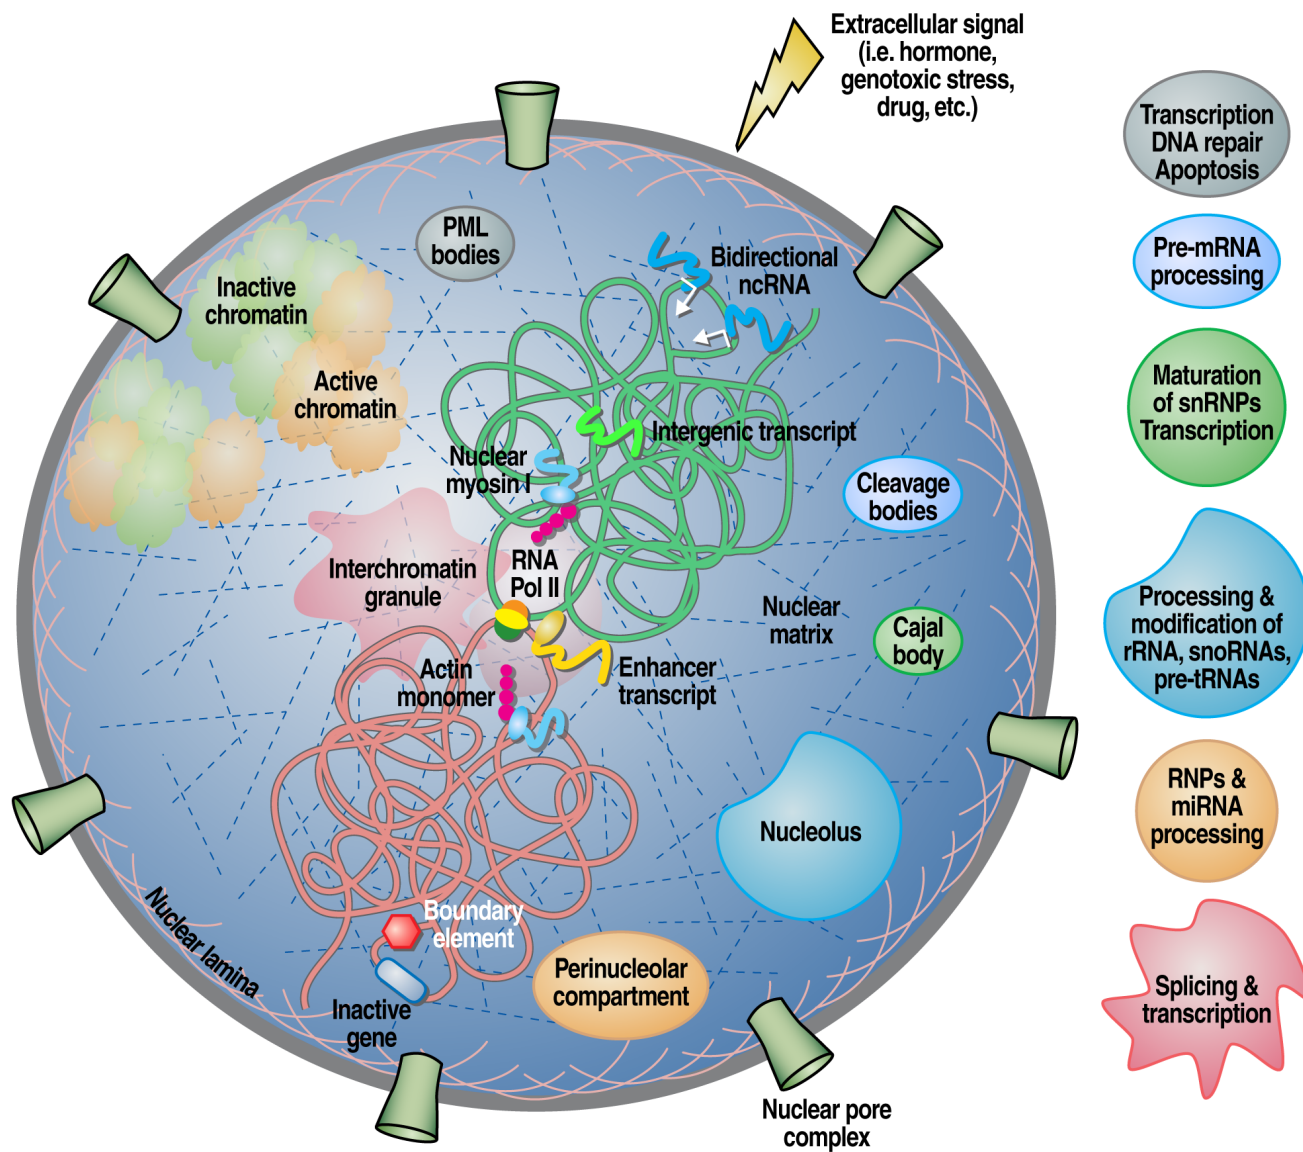 Extracellular signal
(i.e. hormone,
genotoxic stress,
drug, etc.)
PML
bodies
Bidirectional
ncRNA
Inactive
chromatin
Active
chromatin
Intergenic transcript
Nuclear
myosin I
Cleavage
bodies
Interchromatin
granule
RNA
Pol II
Nuclear
matrix
Cajal
body
Actin
monomer
Enhancer
transcript
Nucleolus
Boundary
element
Nuclear lamina
Perinucleolar
compartment
Inactive
gene
Nuclear pore
complex
Transcription
DNA repair
Apoptosis
Pre-mRNA
processing
Maturation
of snRNPs
Transcription
Processing &
modification of
rRNA, snoRNAs,
pre-tRNAs
RNPs &
miRNA
processing
Splicing &
transcription